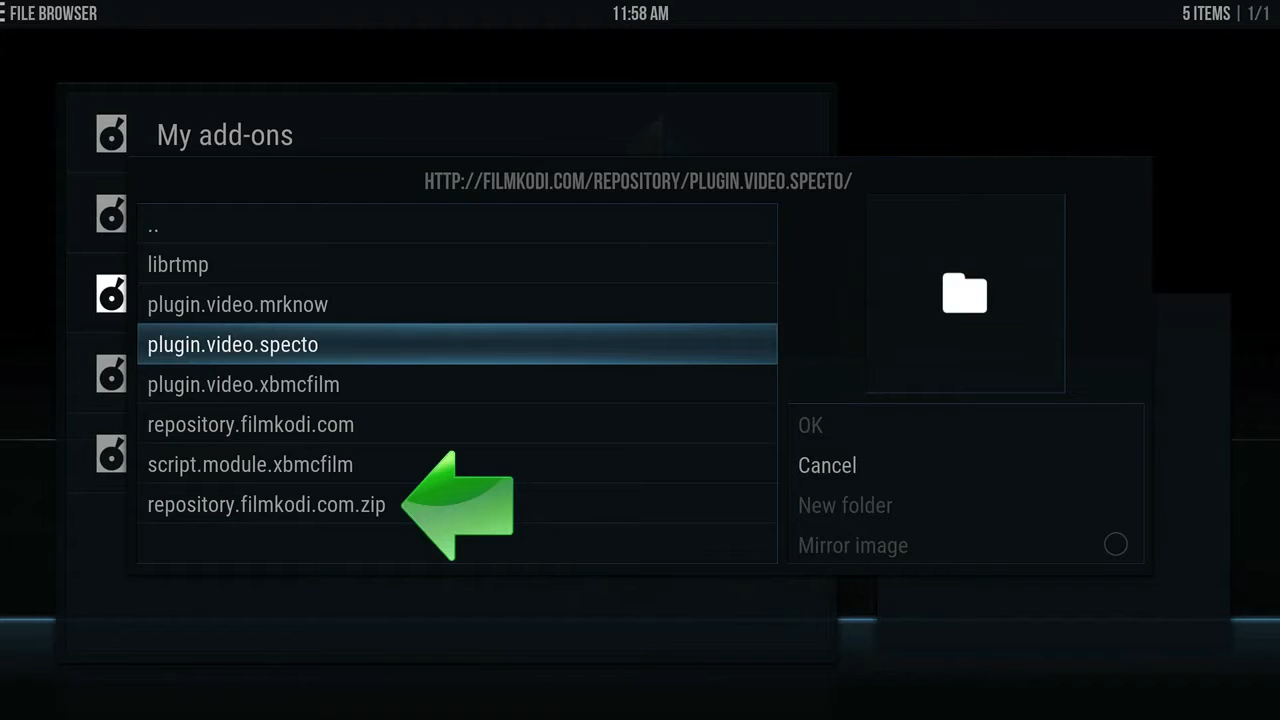 FILE BROWSER
11:58 AM
5 ITEMS | 1/1
My add-ons
HTTP://FILMKODI.COM/REPOSITORY/PLUGIN.VIDEO.SPECTO/
..
librtmp
plugin.video.mrknow
plugin.video.specto
plugin.video.xbmcfilm
repository.filmkodi.com
script.module.xbmcfilm
repository.filmkodi.com.zip
OK
Cancel
New folder
Mirror image